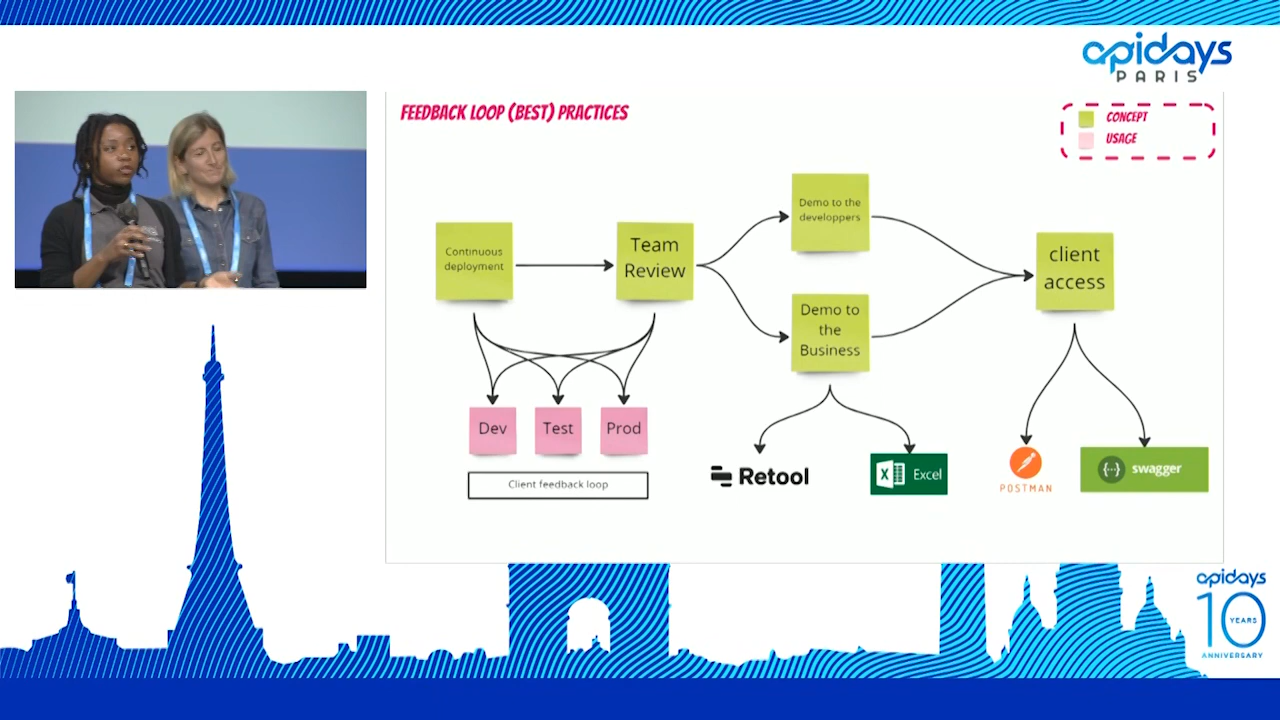 apidays
PARIS
FEEDBACK LOOP (BEST) PRACTICES
CONCEPT
USAGE
Continuous
deployment
Team
Review
Demo to the
developpers
Demo to
the
Business
client
access
Dev
Test
Prod
Client feedback loop
Retool
X
Excel
POSTMAN
{··}
swagger
apidays
10
YEARS
ANNIVERSARY